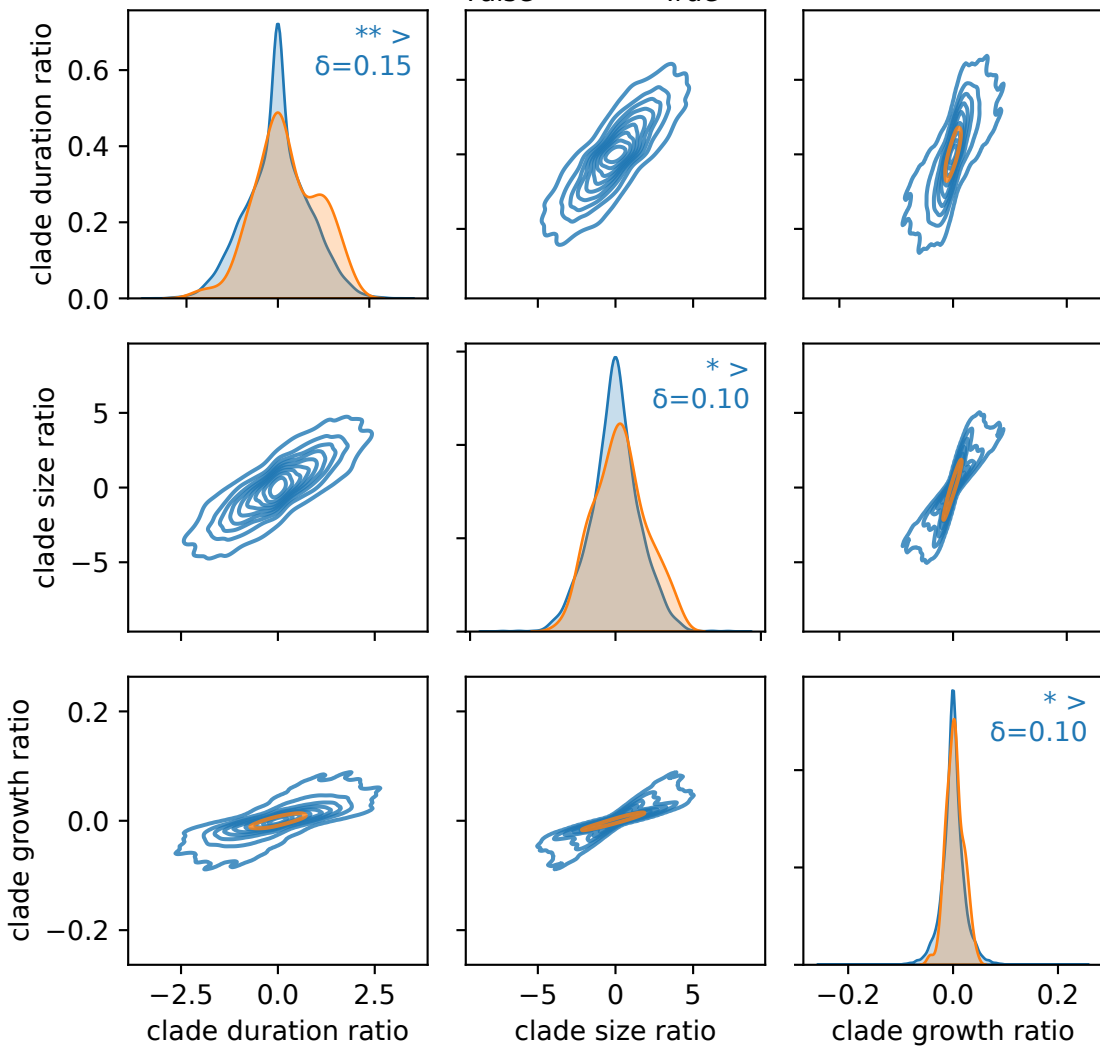 clade duration ratio
0.6
0.4
0.2
0.0
** >
δ=0.15
clade size ratio
5
0
−5
* >
δ=0.10
clade growth ratio
0.2
0.0
−0.2
* >
δ=0.10
−2.5 0.0 2.5
−5 0 5
−0.2 0.0 0.2
clade duration ratio
clade size ratio
clade growth ratio